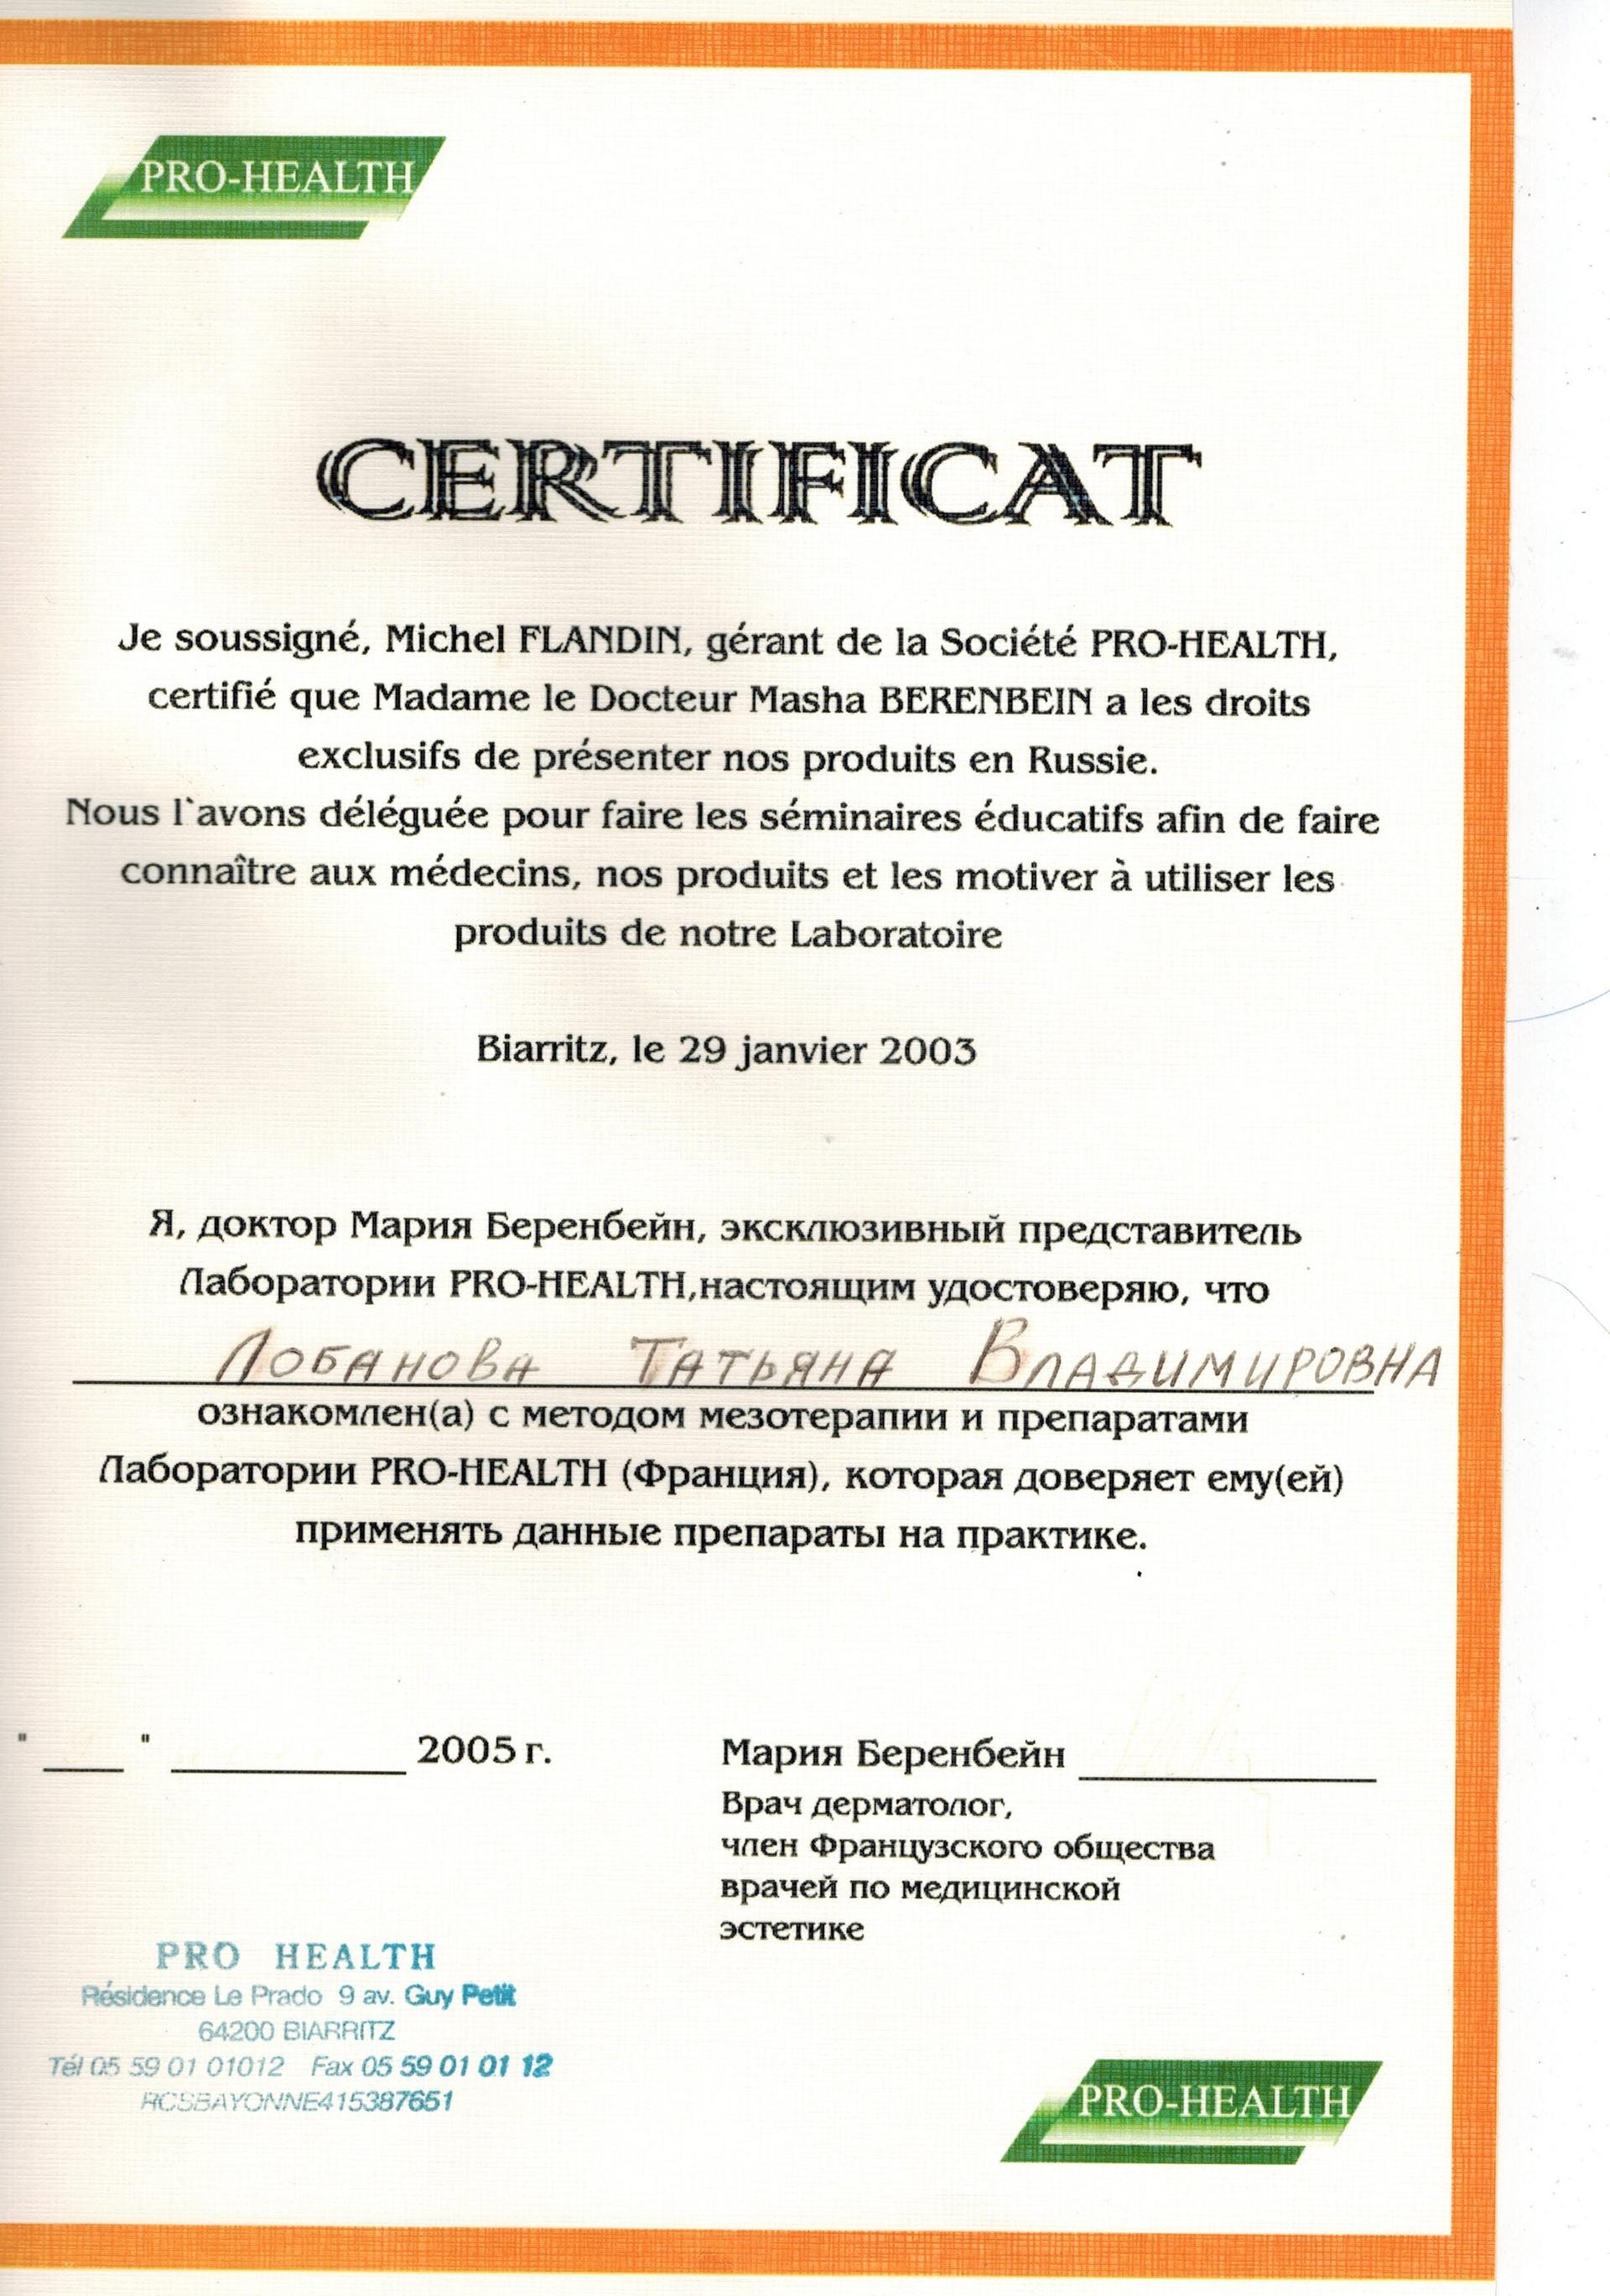 PRO-HEALTH
CERTIFICAT
Je soussigné, Michel FLANDIN, gérant de la Société PRO-HEALTH,
certifié que Madame le Docteur Masha BERENBEIN a les droits
exclusifs de présenter nos produits en Russie.
Nous l`avons déléguée pour faire les séminaires éducatifs afin de faire
connaître aux médecins, nos produits et les motiver à utiliser les
produits de notre Laboratoire
Biarritz, le 29 janvier 2003
Я, доктор Мария Беренбейн, эксклюзивный представитель
Лаборатории PRO-HEALTH,настоящим удостоверяю, что
Лобанова Татьяна Владимировна
ознакомлен(а) с методом мезотерапии и препаратами
Лаборатории PRO-HEALTH (Франция), которая доверяет ему(ей)
применять данные препараты на практике.
"___" ________ 2005 г.
Мария Беренбейн ________
Врач дерматолог,
член Французского общества
врачей по медицинской
эстетике
PRO HEALTH
Résidence Le Prado 9 av. Guy Petit
64200 BIARRITZ
Tél 05 59 01 01012 Fax 05 59 01 01 12
RCSBAYONNE415387651
PRO-HEALTH